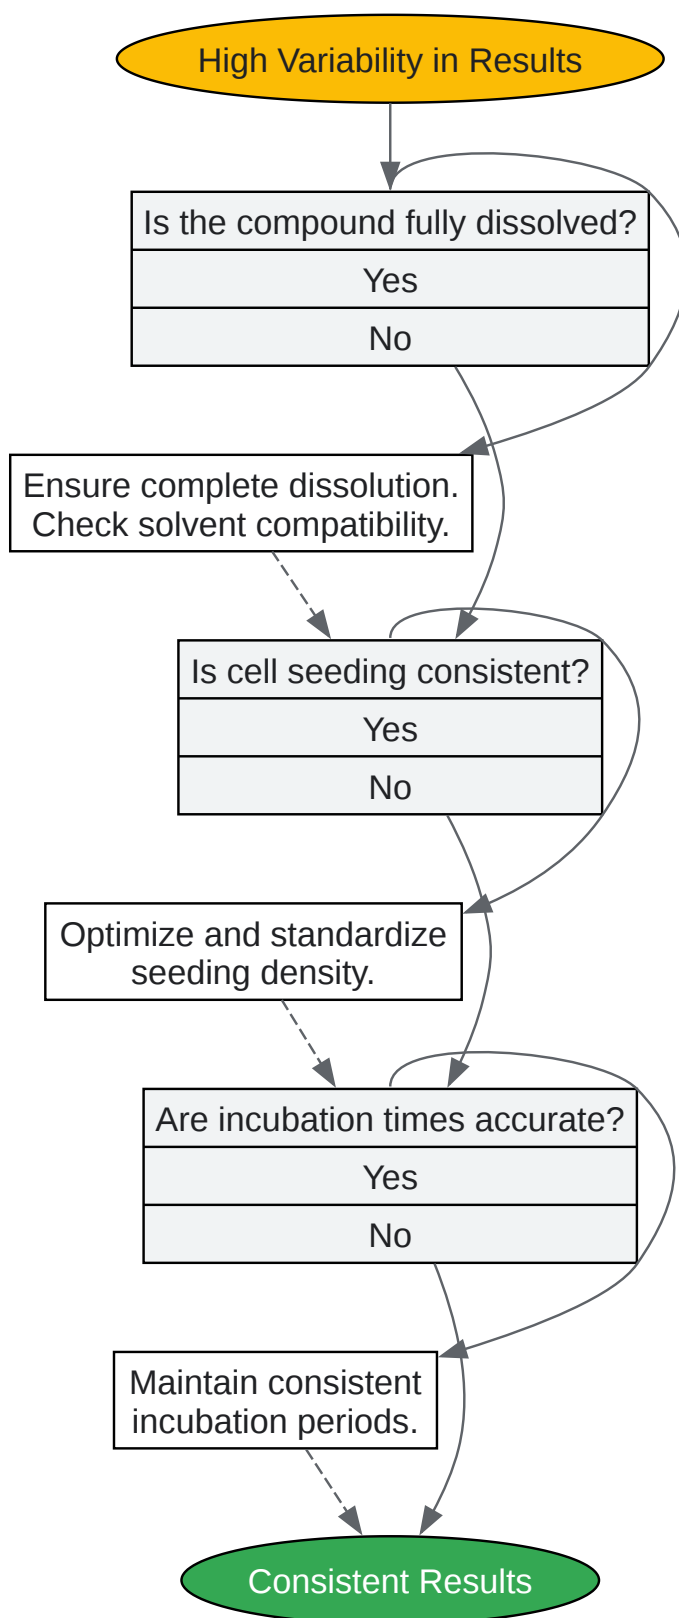 High Variability in Results
Is the compound fully dissolved?
Yes
No
Ensure complete dissolution.
Check solvent compatibility.
Is cell seeding consistent?
Yes
No
Optimize and standardize
seeding density.
Are incubation times accurate?
Yes
No
Maintain consistent
incubation periods.
Consistent Results